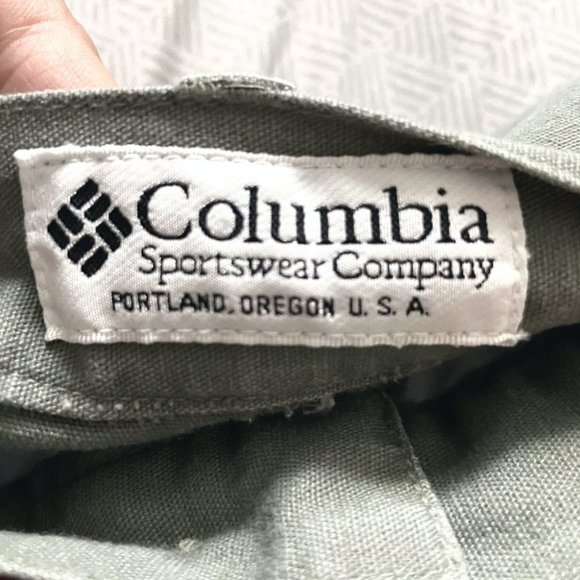 Columbia
Sportswear Company
PORTLAND, OREGON U. S. A.